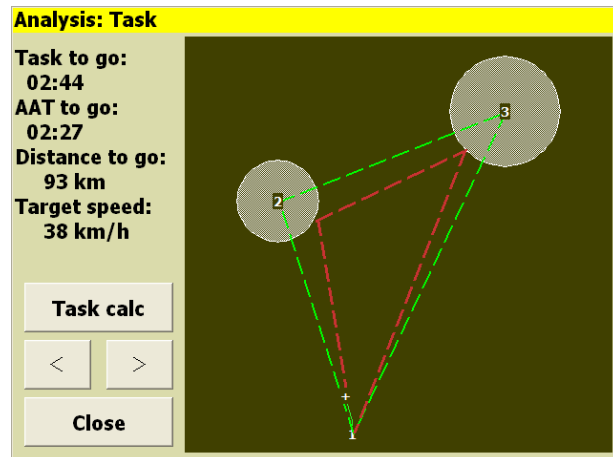 Analysis: Task
Task to go:
02:44
AAT to go:
02:27
Distance to go:
93 km
Target speed:
38 km/h
Task calc
< >
Close
3
2
+
1